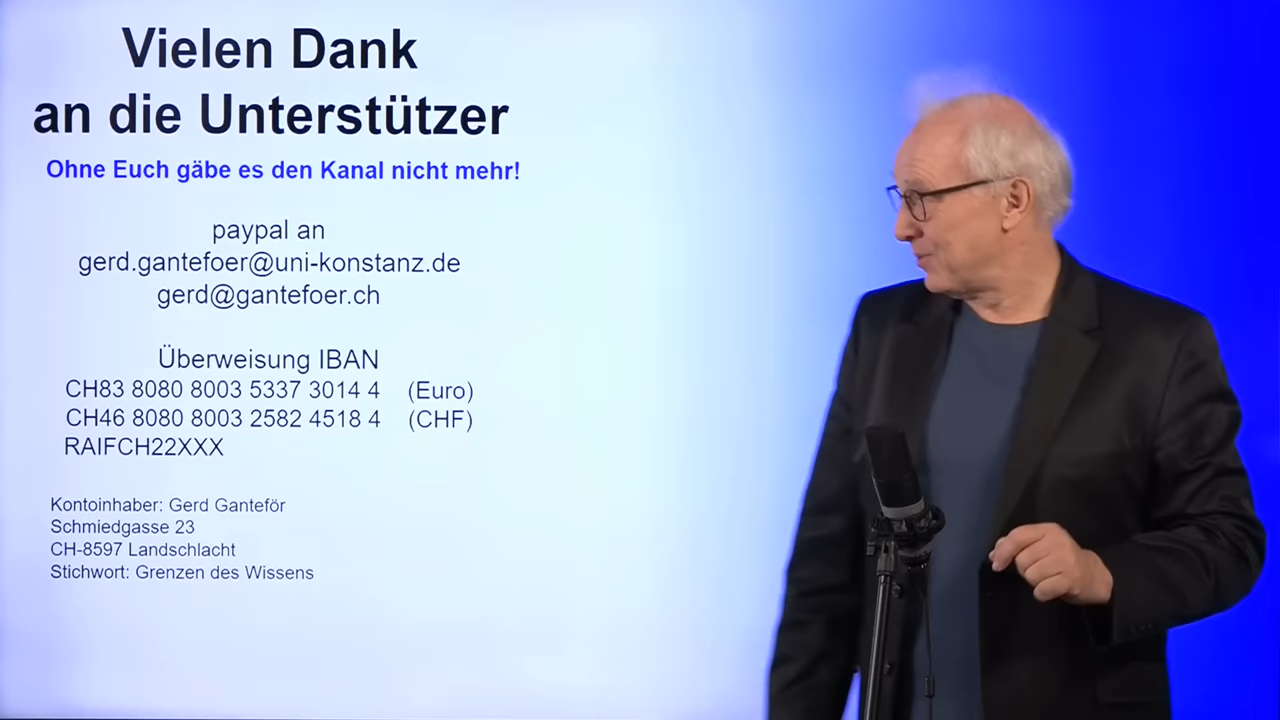 Vielen Dank
an die Unterstützer
Ohne Euch gäbe es den Kanal nicht mehr!
paypal an
gerd.gantefoer@uni-konstanz.de
gerd@gantefoer.ch
Überweisung IBAN
CH83 8080 8003 5337 3014 4 (Euro)
CH46 8080 8003 2582 4518 4 (CHF)
RAIFCH22XXX
Kontoinhaber: Gerd Ganteför
Schmiedgasse 23
CH-8597 Landschlacht
Stichwort: Grenzen des Wissens